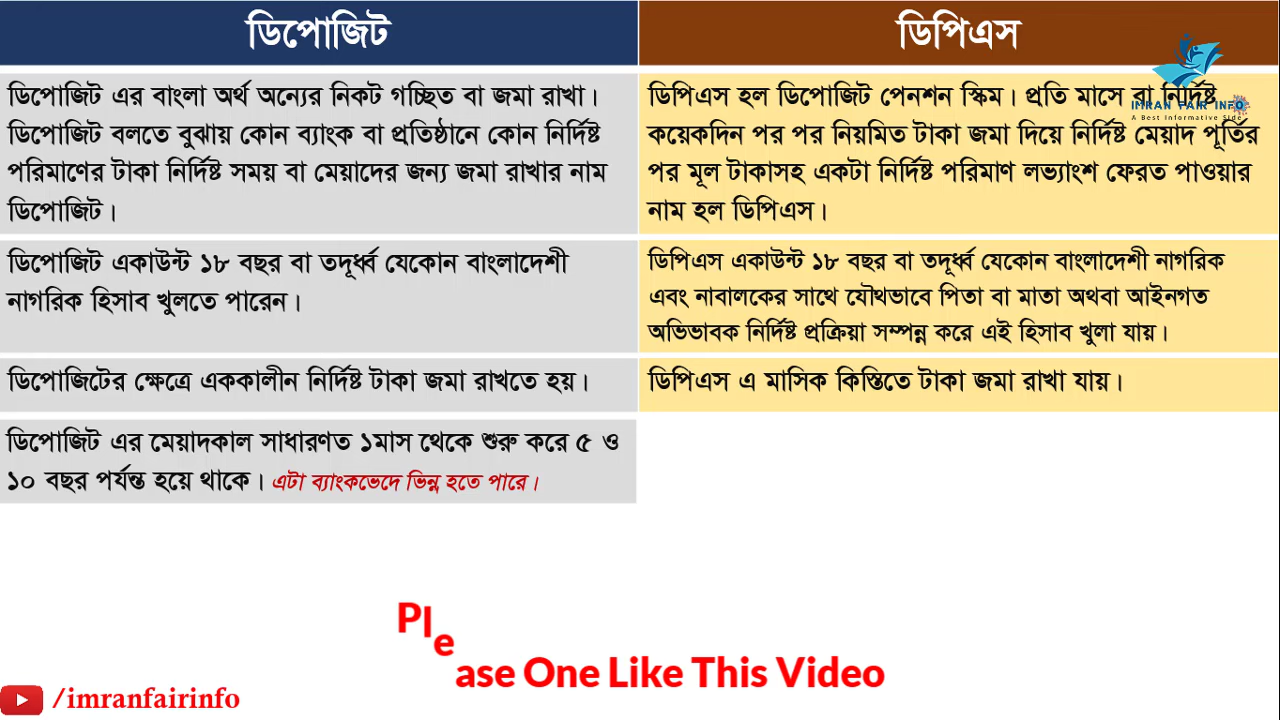 ডিপোজিট
ডিপিএস
ডিপোজিট এর বাংলা অর্থ অন্যের নিকট গচ্ছিত বা জমা রাখা।
ডিপোজিট বলতে বুঝায় কোন ব্যাংক বা প্রতিষ্ঠানে কোন নির্দিষ্ট
পরিমাণের টাকা নির্দিষ্ট সময় বা মেয়াদের জন্য জমা রাখার নাম
ডিপোজিট।
ডিপিএস হল ডিপোজিট পেনশন স্কিম। প্রতি মাসে বা নির্দিষ্ট
কয়েকদিন পর পর নিয়মিত টাকা জমা দিয়ে নির্দিষ্ট মেয়াদ পূর্তির
পর মূল টাকাসহ একটা নির্দিষ্ট পরিমাণ লভ্যাংশ ফেরত পাওয়ার
নাম হল ডিপিএস।
IMRAN FAIR INFO
A Best Informative Side
ডিপোজিট একাউন্ট ১৮ বছর বা তদূর্ধ্ব যেকোন বাংলাদেশী
নাগরিক হিসাব খুলতে পারেন।
ডিপিএস একাউন্ট ১৮ বছর বা তদূর্ধ্ব যেকোন বাংলাদেশী নাগরিক
এবং নাবালকের সাথে যৌথভাবে পিতা বা মাতা অথবা আইনগত
অভিভাবক নির্দিষ্ট প্রক্রিয়া সম্পন্ন করে এই হিসাব খুলা যায়।
ডিপোজিটের ক্ষেত্রে এককালীন নির্দিষ্ট টাকা জমা রাখতে হয়।
ডিপিএস এ মাসিক কিস্তিতে টাকা জমা রাখা যায়।
ডিপোজিট এর মেয়াদকাল সাধারণত ১মাস থেকে শুরু করে ৫ ও
১০ বছর পর্যন্ত হয়ে থাকে। এটা ব্যাংকভেদে ভিন্ন হতে পারে।
Please One Like This Video
/imranfairinfo